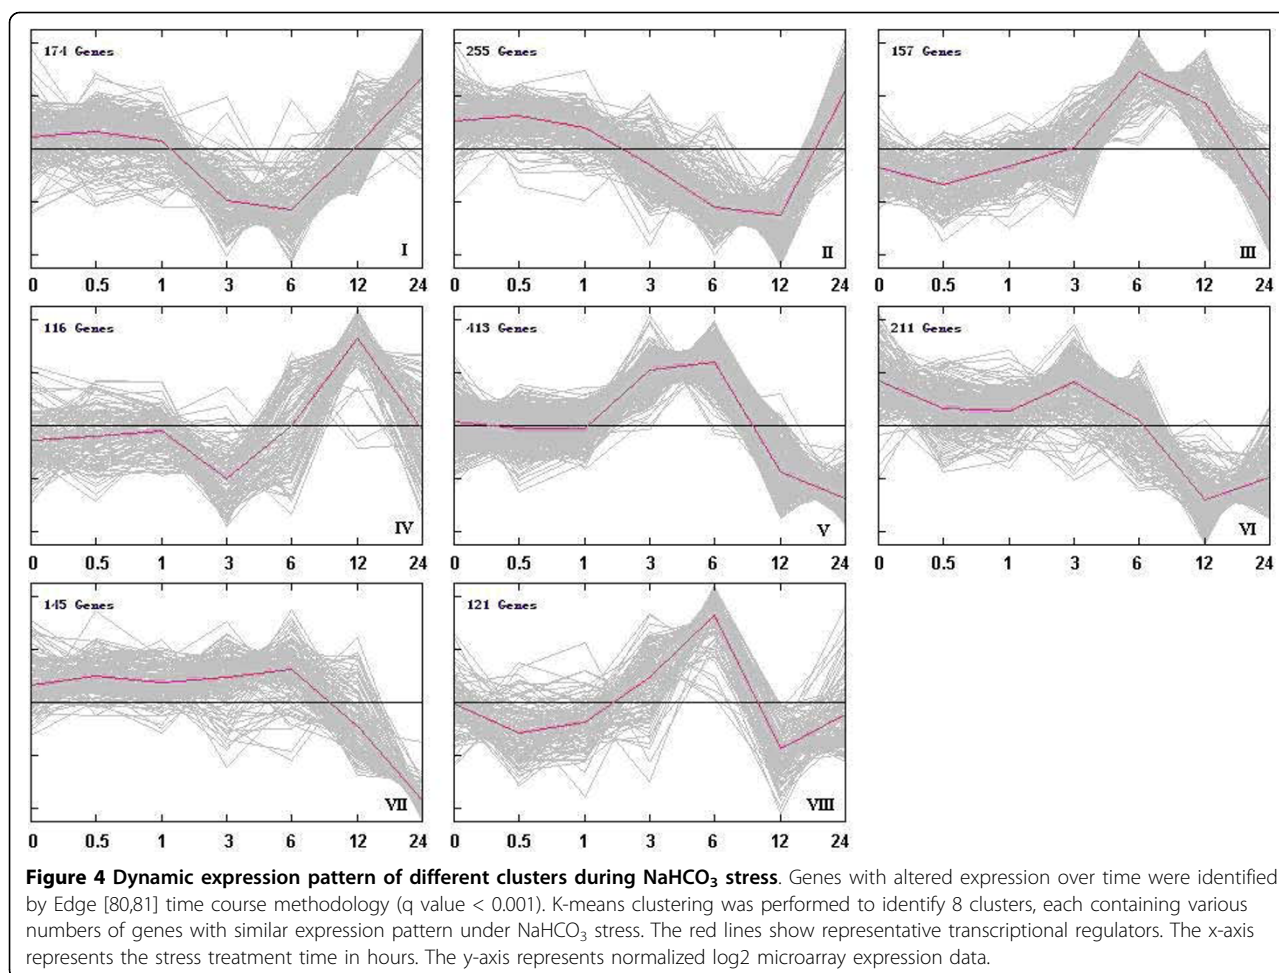 174 Genes
I
0 0.5 1 3 6 12 24
255 Genes
II
0 0.5 1 3 6 12 24
157 Genes
III
0 0.5 1 3 6 12 24
116 Genes
IV
0 0.5 1 3 6 12 24
413 Genes
V
0 0.5 1 3 6 12 24
211 Genes
VI
0 0.5 1 3 6 12 24
145 Genes
VII
0 0.5 1 3 6 12 24
121 Genes
VIII
0 0.5 1 3 6 12 24
Figure 4 Dynamic expression pattern of different clusters during NaHCO₃ stress. Genes with altered expression over time were identified
by Edge [80,81] time course methodology (q value < 0.001). K-means clustering was performed to identify 8 clusters, each containing various
numbers of genes with similar expression pattern under NaHCO₃ stress. The red lines show representative transcriptional regulators. The x-axis
represents the stress treatment time in hours. The y-axis represents normalized log2 microarray expression data.